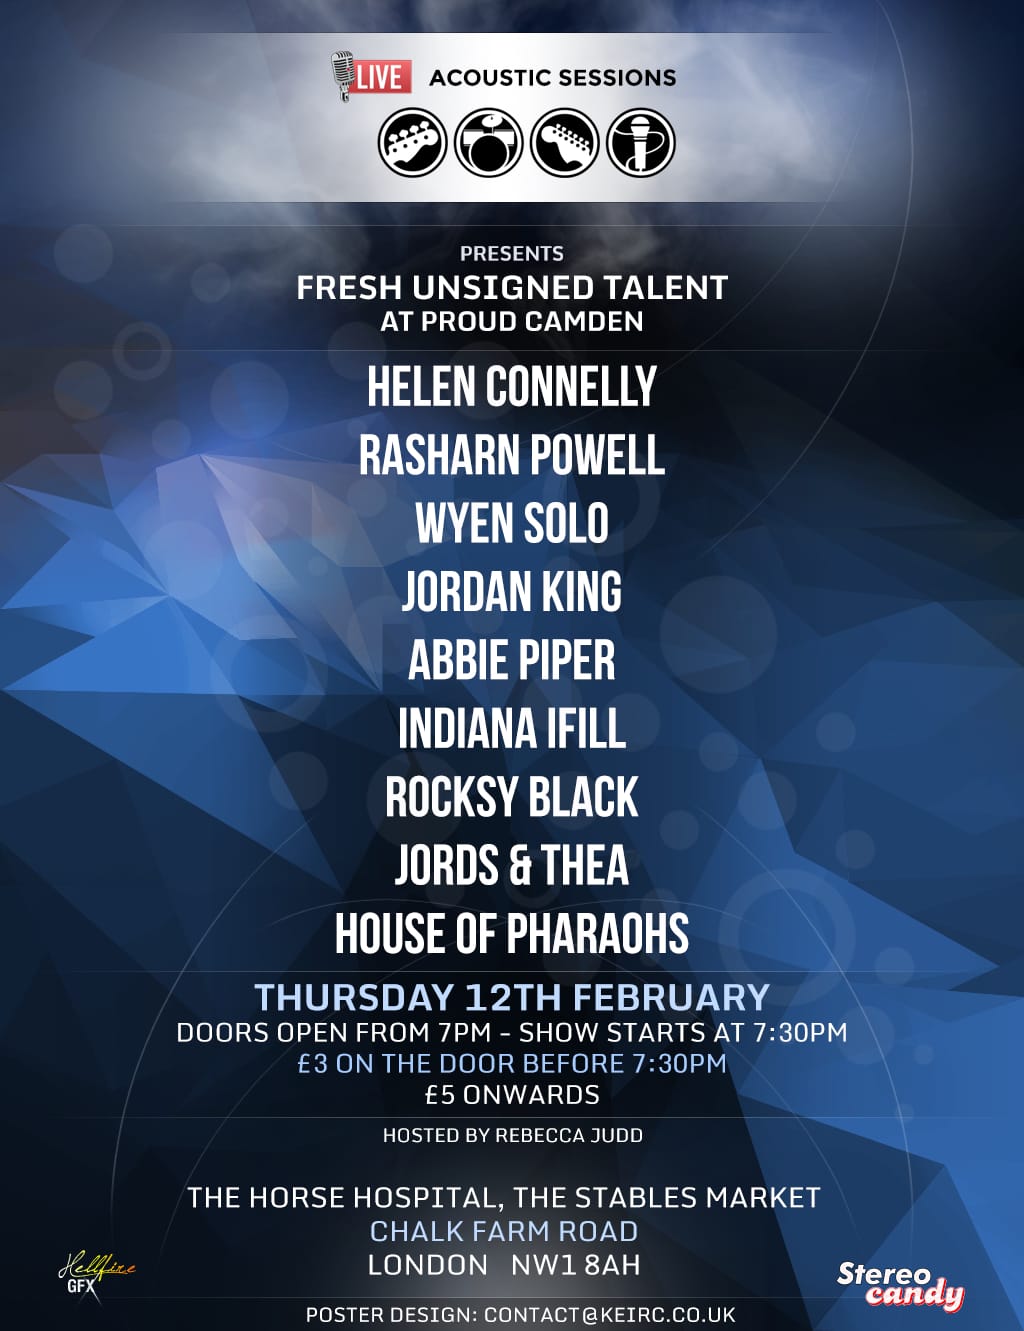 LIVE ACOUSTIC SESSIONS
PRESENTS
FRESH UNSIGNED TALENT
AT PROUD CAMDEN
HELEN CONNELLY
RASHARN POWELL
WYEN SOLO
JORDAN KING
ABBIE PIPER
INDIANA IFILL
ROCKSY BLACK
JORDS & THEA
HOUSE OF PHARAOHS
THURSDAY 12TH FEBRUARY
DOORS OPEN FROM 7PM - SHOW STARTS AT 7:30PM
£3 ON THE DOOR BEFORE 7:30PM
£5 ONWARDS
HOSTED BY REBECCA JUDD
THE HORSE HOSPITAL, THE STABLES MARKET
CHALK FARM ROAD
LONDON NW1 8AH
Hellfire
GFX
Stereo
candy
POSTER DESIGN: CONTACT@KEIRC.CO.UK